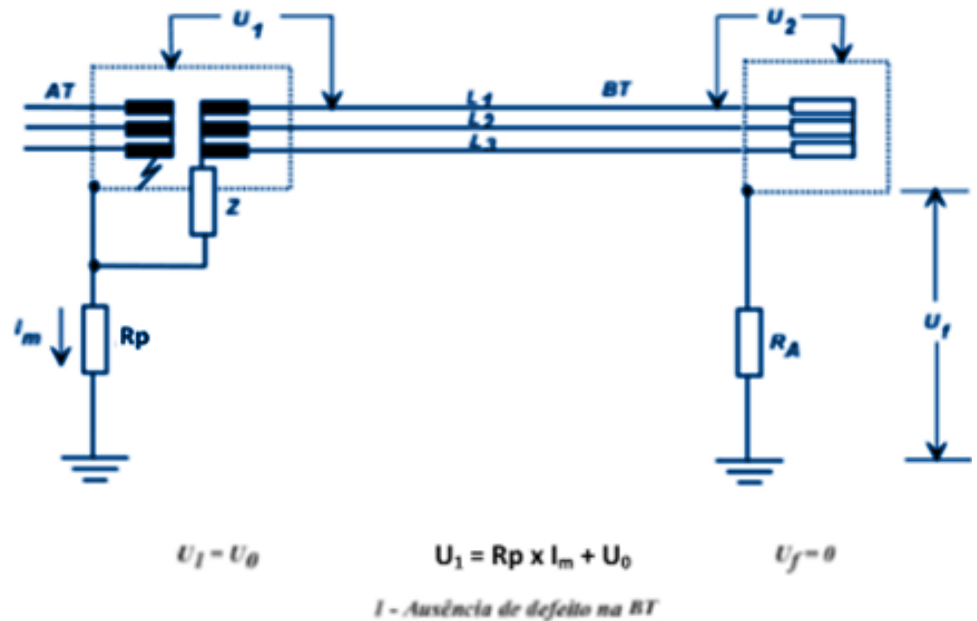 U1
U2
AT
L1
BT
L2
L3
Z
Im
Rp
RA
Uf
U1 = U0
U1 = Rp x Im + U0
Uf = 0
1 - Ausência de defeito na BT